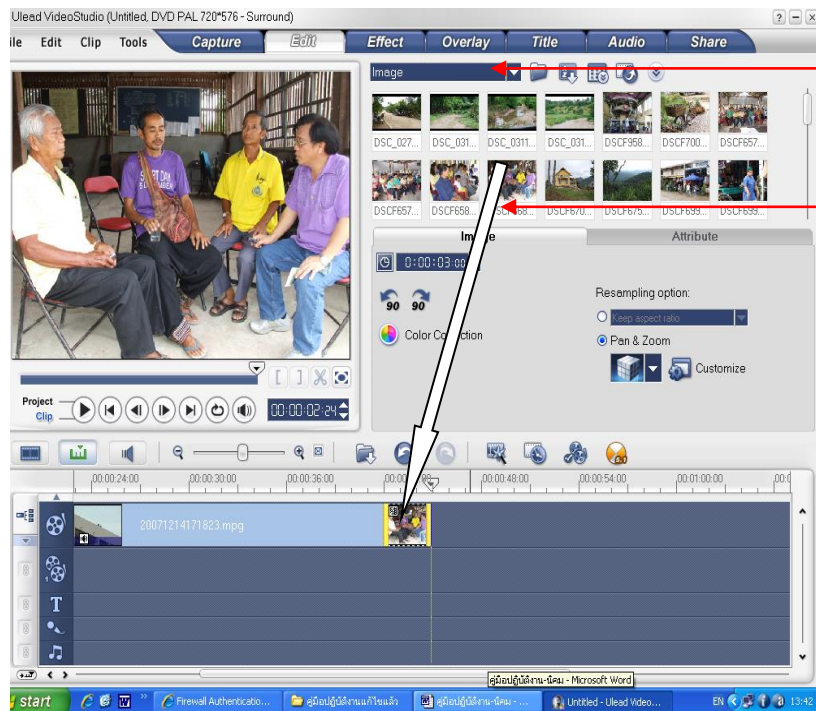 Ulead VideoStudio (Untitled, DVD PAL 720*576 - Surround)
ile Edit Clip Tools Capture Edit Effect Overlay Title Audio Share
Image
DSC_027... DSC_031... DSC_0311... DSC_031... DSCF958... DSCF700... DSCF657...
DSCF657... DSCF658... DSCF670... DSCF675... DSCF699... DSCF699...
Image Attribute
0:00:03:00
90 90
Color Correction
Resampling option:
Keep aspect ratio
Pan & Zoom
Customize
Project
Clip
00:00:02:24
00:00:24:00 00:00:30:00 00:00:36:00 00:00:48:00 00:00:54:00 00:01:00:00
20071214171823.mpg
T
คู่มือปฏิบัติงาน-นิคม - Microsoft Word
start Firewall Authenticatio... คู่มือปฏิบัติงานแก้ไขแล้ว คู่มือปฏิบัติงาน-นิคม - ... Untitled - Ulead Video... EN 13:42